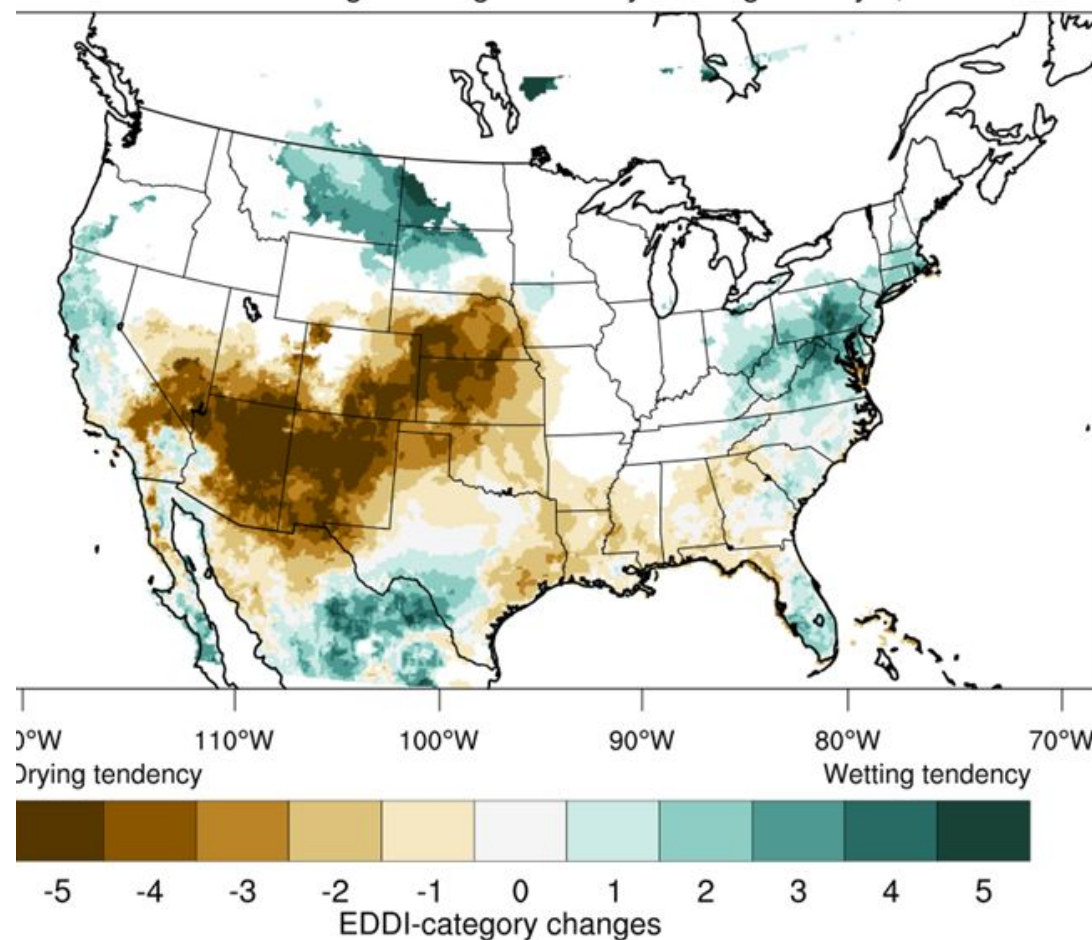 110°W 100°W 90°W 80°W 70°W
Drying tendency Wetting tendency
-5 -4 -3 -2 -1 0 1 2 3 4 5
EDDI-category changes